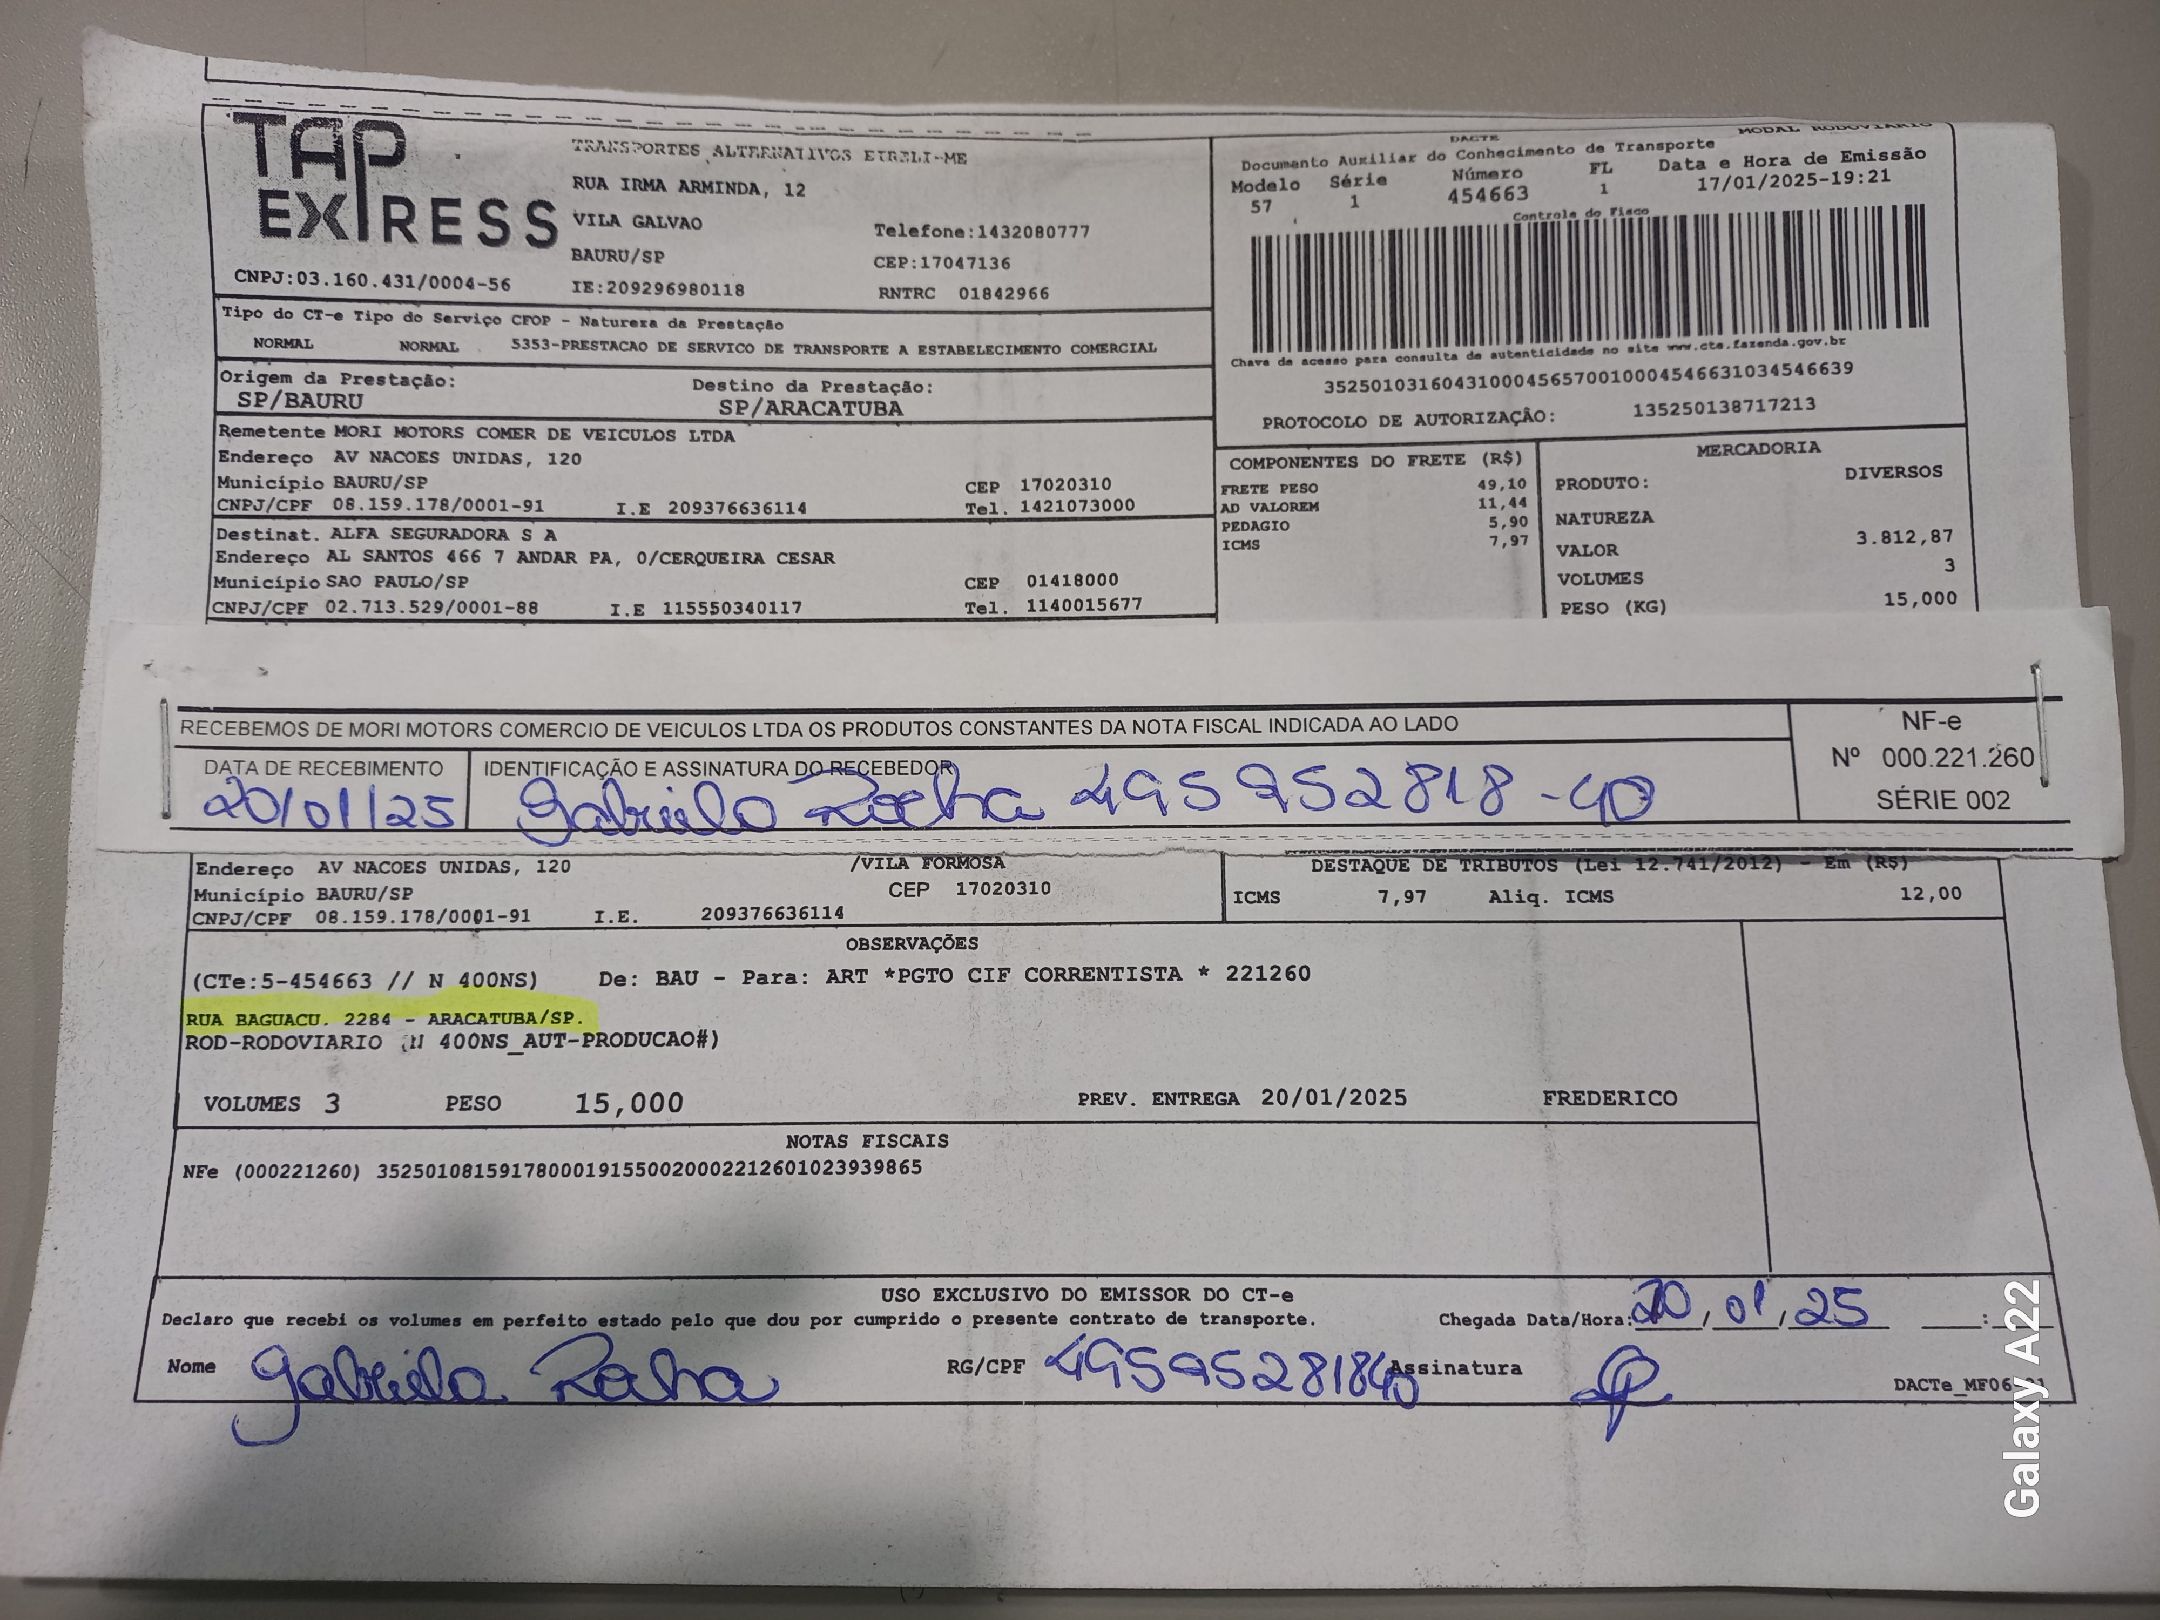 TAP EXPRESS
TRANSPORTES ALTERNATIVOS EIRELI-ME
RUA IRMA ARMINDA, 12
VILA GALVAO
Telefone:1432080777
BAURU/SP
CEP:17047136
CNPJ:03.160.431/0004-56
IE:209296980118
RNTRC 01842966
DACTE
MODAL RODOVIARIO
Documento Auxiliar do Conhecimento de Transporte
Modelo Série Número FL Data e Hora de Emissão
57 1 454663 1 17/01/2025-19:21
Controle do Fisco
Chave de acesso para consulta de autenticidade no site www.cte.fazenda.gov.br
35250103160431000456570010004546631034546639
PROTOCOLO DE AUTORIZAÇÃO: 135250138717213
Tipo do CT-e Tipo do Serviço CFOP - Natureza da Prestação
NORMAL NORMAL 5353-PRESTACAO DE SERVICO DE TRANSPORTE A ESTABELECIMENTO COMERCIAL
Origem da Prestação: Destino da Prestação:
SP/BAURU SP/ARACATUBA
Remetente MORI MOTORS COMER DE VEICULOS LTDA
Endereço AV NACOES UNIDAS, 120
Município BAURU/SP CEP 17020310
CNPJ/CPF 08.159.178/0001-91 I.E 209376636114 Tel. 1421073000
Destinat. ALFA SEGURADORA S A
Endereço AL SANTOS 466 7 ANDAR PA, 0/CERQUEIRA CESAR
Município SAO PAULO/SP CEP 01418000
CNPJ/CPF 02.713.529/0001-88 I.E 115550340117 Tel. 1140015677
COMPONENTES DO FRETE (R$)
FRETE PESO 49,10
AD VALOREM 11,44
PEDAGIO 5,90
ICMS 7,97
MERCADORIA
PRODUTO: DIVERSOS
NATUREZA
VALOR 3.812,87
VOLUMES 3
PESO (KG) 15,000
RECEBEMOS DE MORI MOTORS COMERCIO DE VEICULOS LTDA OS PRODUTOS CONSTANTES DA NOTA FISCAL INDICADA AO LADO
DATA DE RECEBIMENTO IDENTIFICAÇÃO E ASSINATURA DO RECEBEDOR
20/01/25 Gabriela Rocha 495952818-40
NF-e
Nº 000.221.260
SÉRIE 002
Endereço AV NACOES UNIDAS, 120 /VILA FORMOSA
Município BAURU/SP CEP 17020310
CNPJ/CPF 08.159.178/0001-91 I.E. 209376636114
DESTAQUE DE TRIBUTOS (Lei 12.741/2012) - Em (R$)
ICMS 7,97 Aliq. ICMS 12,00
OBSERVAÇÕES
(CTe:5-454663 // N 400NS) De: BAU - Para: ART *PGTO CIF CORRENTISTA * 221260
RUA BAGUACU. 2284 - ARACATUBA/SP.
ROD-RODOVIARIO (N 400NS_AUT-PRODUCAO#)
VOLUMES 3 PESO 15,000 PREV. ENTREGA 20/01/2025 FREDERICO
NOTAS FISCAIS
NFe (000221260) 35250108159178000191550020002212601023939865
USO EXCLUSIVO DO EMISSOR DO CT-e
Declaro que recebi os volumes em perfeito estado pelo que dou por cumprido o presente contrato de transporte. Chegada Data/Hora: 20/01/25 :
Nome Gabriela Rocha RG/CPF 49595281840 Assinatura
Galaxy A22